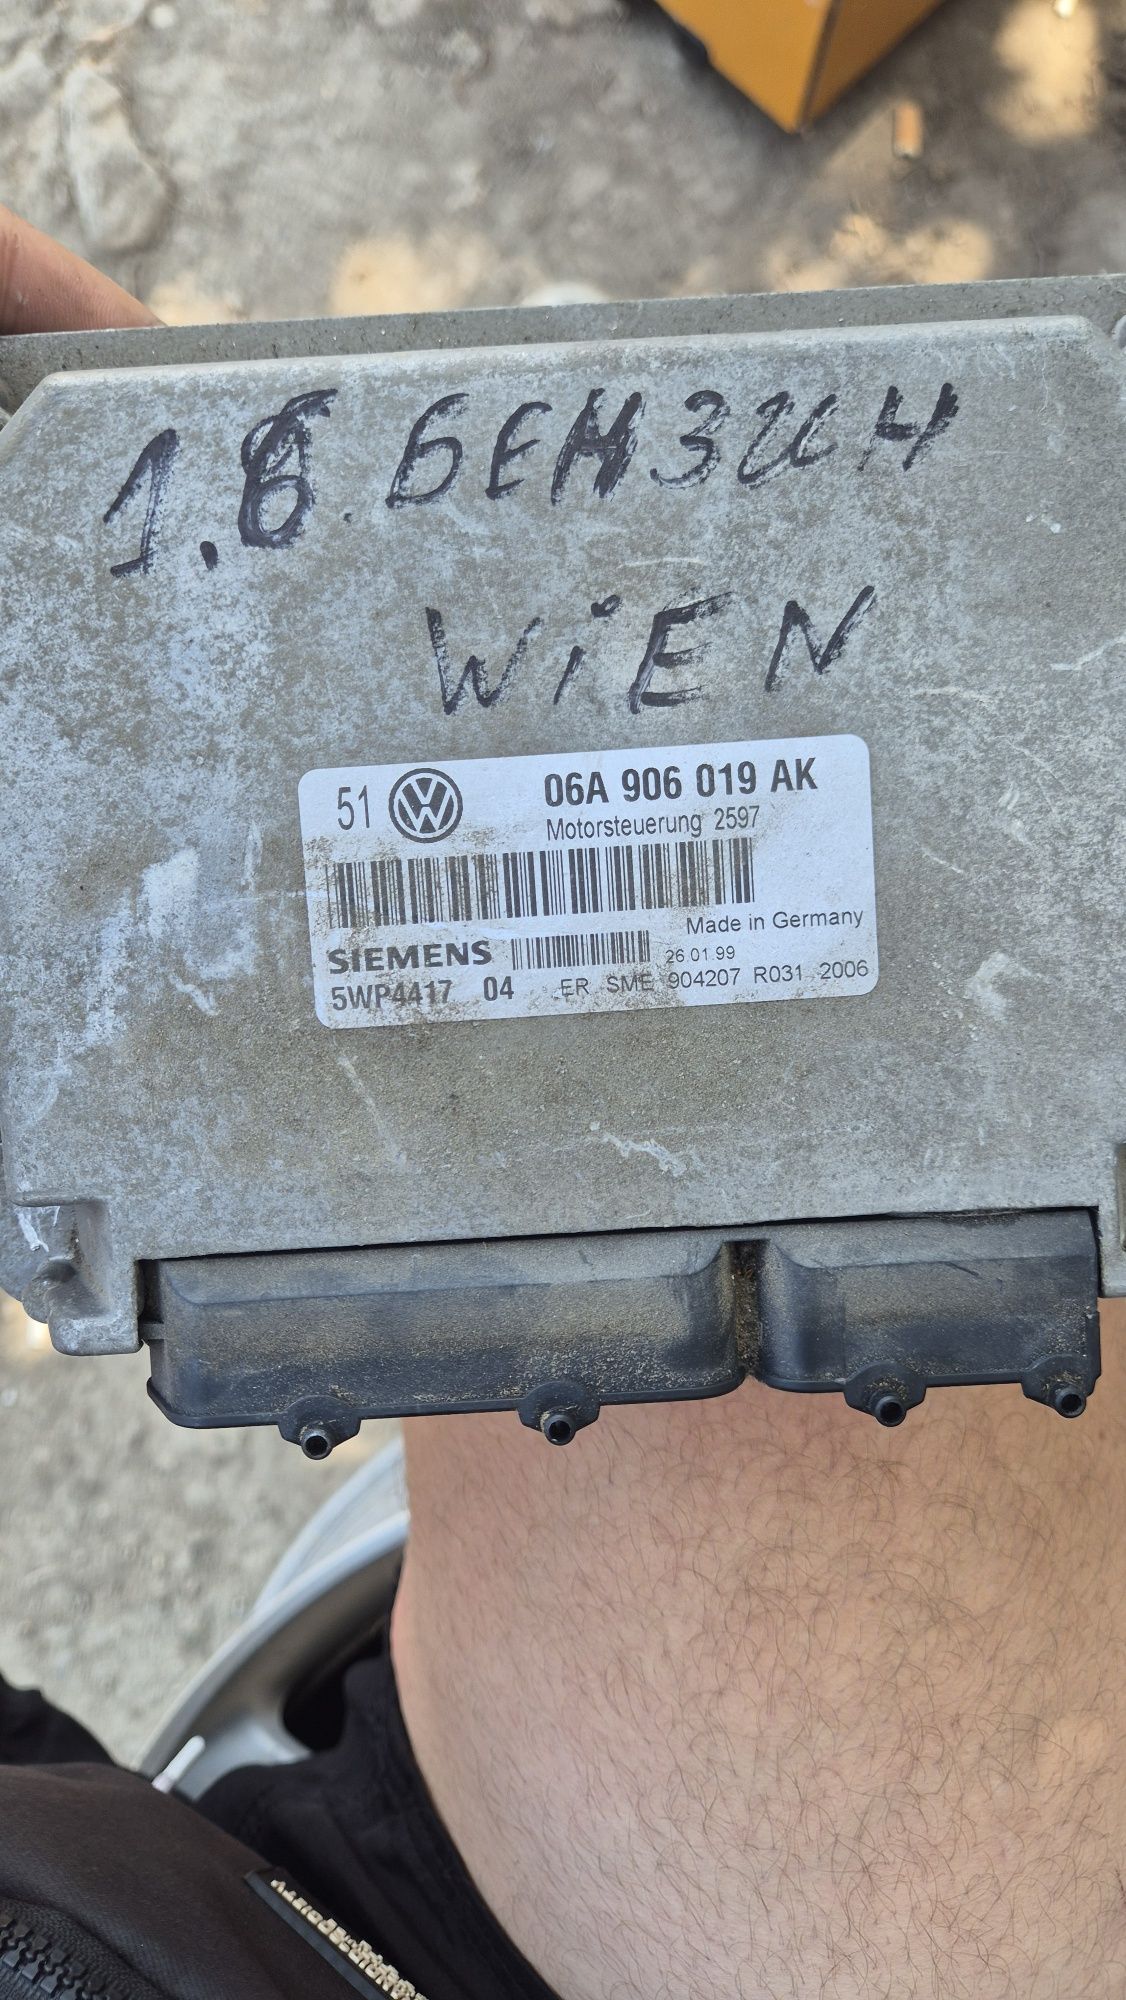 1.6 БЕНЗИН
WiEN
51 06A 906 019 AK
Motorsteuerung 2597
Made in Germany
SIEMENS 26.01.99
5WP4417 04 ER SME 904207 R031 2006